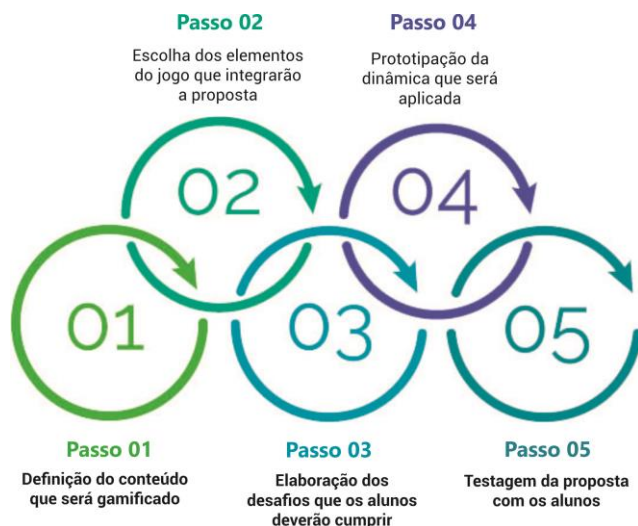 Passo 02
Escolha dos elementos
do jogo que integrarão
a proposta
Passo 04
Prototipação da
dinâmica que será
aplicada
02
04
01
03
05
Passo 01
Definição do conteúdo
que será gamificado
Passo 03
Elaboração dos
desafios que os alunos
deverão cumprir
Passo 05
Testagem da proposta
com os alunos